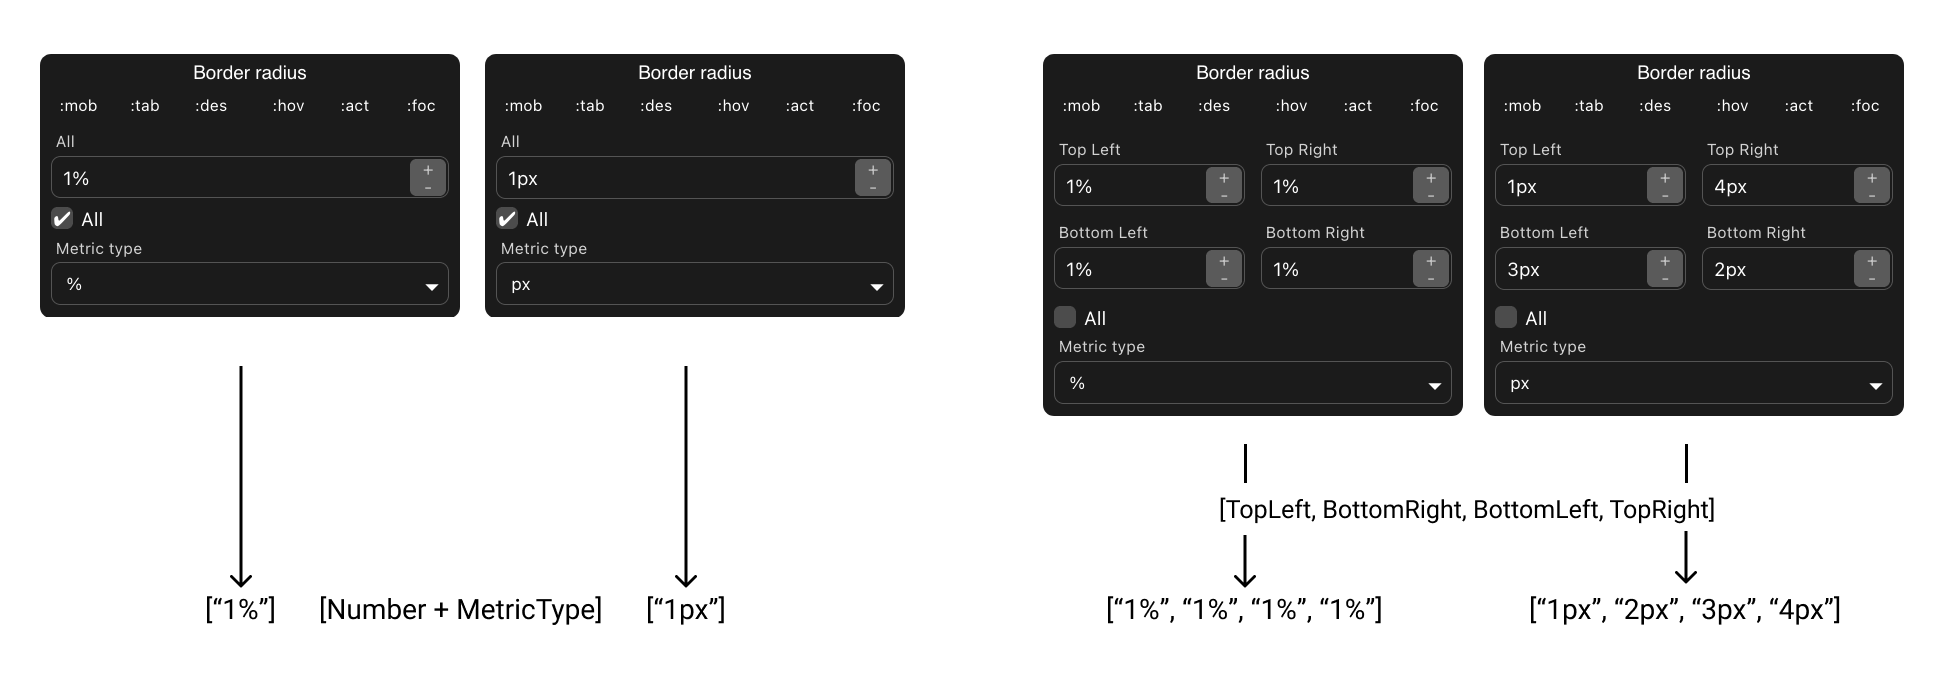 Border radius
:mob :tab :des :hov :act :foc
All
1%
+
-
✔ All
Metric type
%
Border radius
:mob :tab :des :hov :act :foc
All
1px
+
-
✔ All
Metric type
px
Border radius
:mob :tab :des :hov :act :foc
Top Left Top Right
1% + - 1% + -
Bottom Left Bottom Right
1% + - 1% + -
All
Metric type
%
Border radius
:mob :tab :des :hov :act :foc
Top Left Top Right
1px + - 4px + -
Bottom Left Bottom Right
3px + - 2px + -
All
Metric type
px
[TopLeft, BottomRight, BottomLeft, TopRight]
[“1%”] [Number + MetricType] [“1px”]
[“1%”, “1%”, “1%”, “1%”] [“1px”, “2px”, “3px”, “4px”]